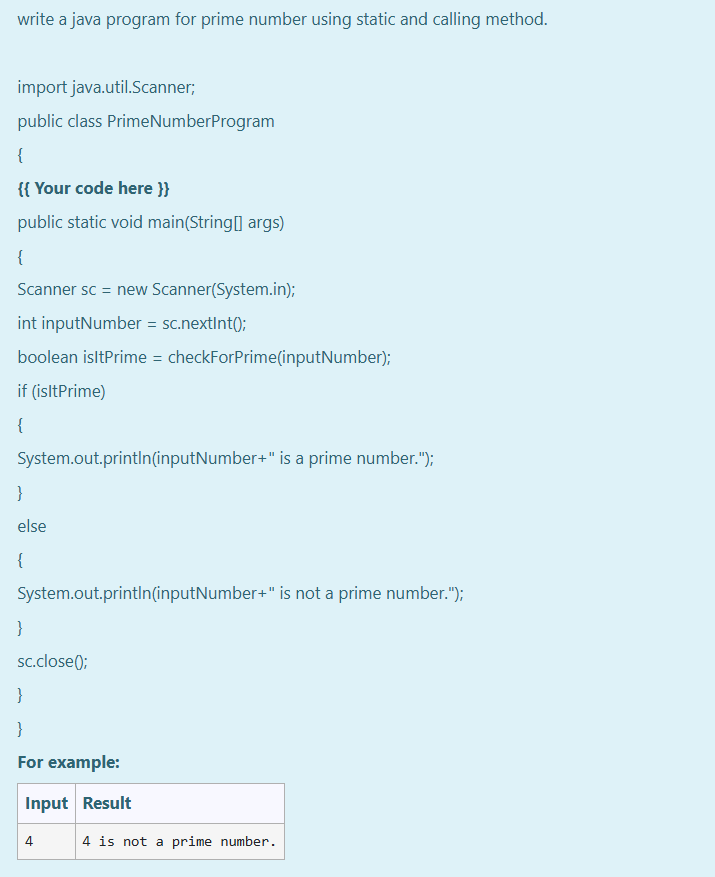 write a java program for prime number using static and calling method.
import java.util.Scanner;
public class PrimeNumberProgram
{
{{ Your code here }}
public static void main(String[] args)
{
Scanner sc = new Scanner(System.in);
int inputNumber = sc.nextInt();
boolean isItPrime = checkForPrime(inputNumber);
if (isItPrime)
{
System.out.println(inputNumber+" is a prime number.");
}
else
{
System.out.println(inputNumber+" is not a prime number.");
}
sc.close();
}
}
For example:
Input Result
4 4 is not a prime number.